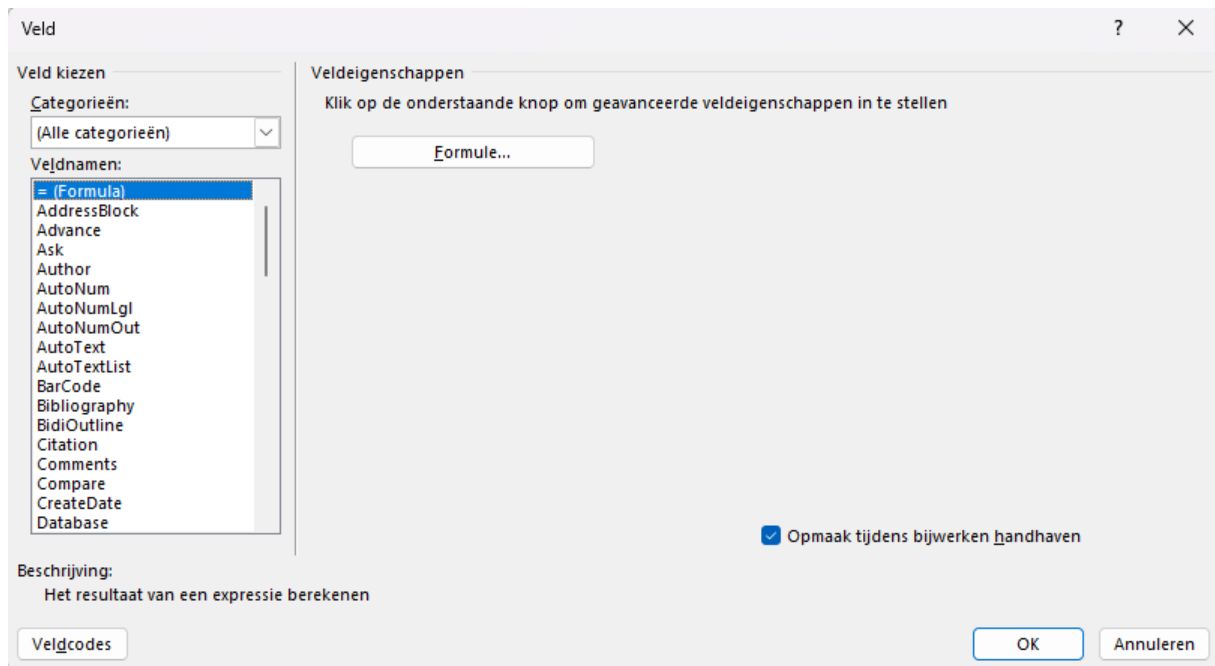 Veld
?
Veld kiezen
Categorieën:
(Alle categorieën)
Veldnamen:
= (Formula)
AddressBlock
Advance
Ask
Author
AutoNum
AutoNumLgl
AutoNumOut
AutoText
AutoTextList
BarCode
Bibliography
BidiOutline
Citation
Comments
Compare
CreateDate
Database
Veldeigenschappen
Klik op de onderstaande knop om geavanceerde veldeigenschappen in te stellen
Formule...
Opmaak tijdens bijwerken handhaven
Beschrijving:
Het resultaat van een expressie berekenen
Veldcodes
OK
Annuleren